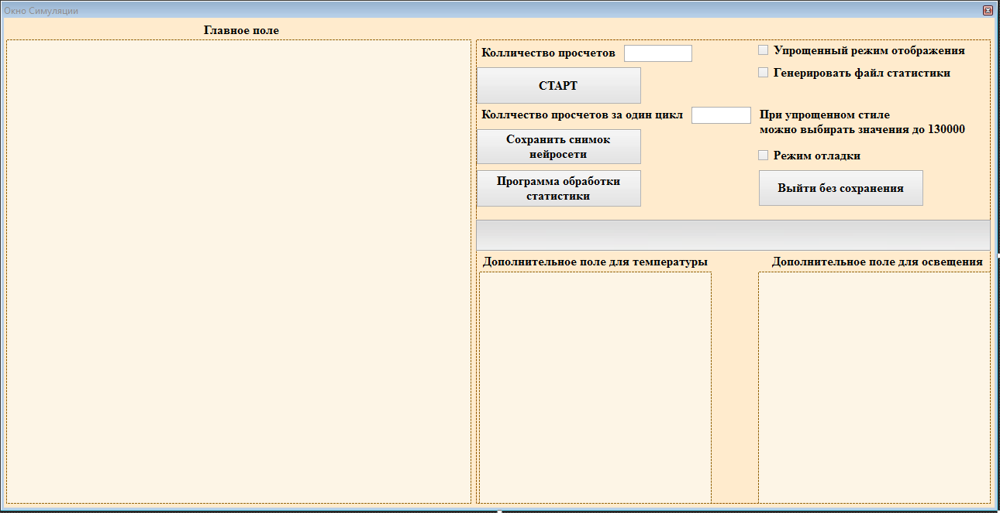 Окно Симуляции
Главное поле
Колличество просчетов
Упрощенный режим отображения
Генерировать файл статистики
СТАРТ
Коллчество просчетов за один цикл
При упрощенном стиле
можно выбирать значения до 130000
Сохранить снимок
нейросети
Режим отладки
Программа обработки
статистики
Выйти без сохранения
Дополнительное поле для температуры
Дополнительное поле для освещения